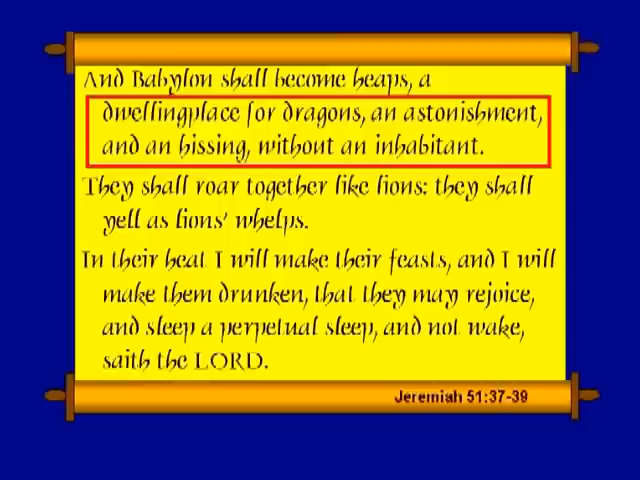 And Babylon shall become heaps, a
dwellingplace for dragons, an astonishment,
and an hissing, without an inhabitant.
They shall roar together like lions: they shall
yell as lions' whelps.
In their heat I will make their feasts, and I will
make them drunken, that they may rejoice,
and sleep a perpetual sleep, and not wake,
saith the LORD.
Jeremiah 51:37-39